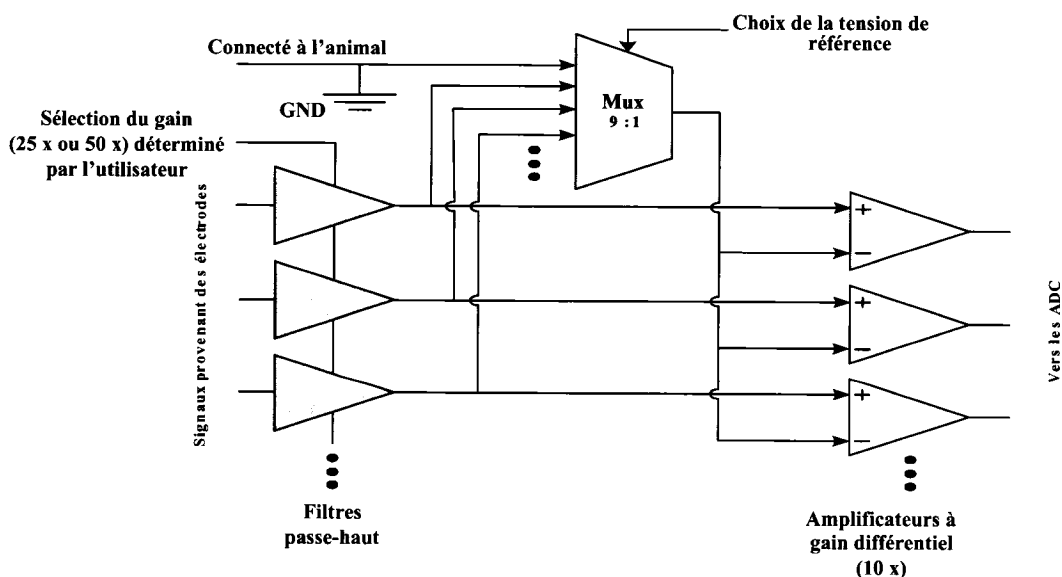 Connecté à l'animal
Choix de la tension de
référence
GND
Mux
9 : 1
Sélection du gain
(25 x ou 50 x) déterminé
par l'utilisateur
Signaux provenant des électrodes
+
−
+
−
+
−
Vers les ADC
Filtres
passe-haut
Amplificateurs à
gain différentiel
(10 x)